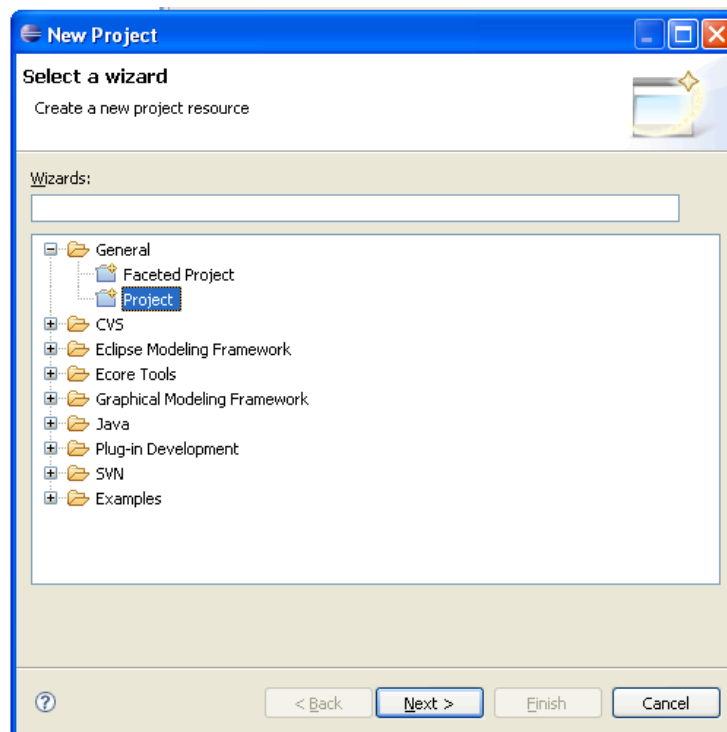 New Project
Select a wizard
Create a new project resource
Wizards:
General
Faceted Project
Project
CVS
Eclipse Modeling Framework
Ecore Tools
Graphical Modeling Framework
Java
Plug-in Development
SVN
Examples
? < Back Next > Finish Cancel